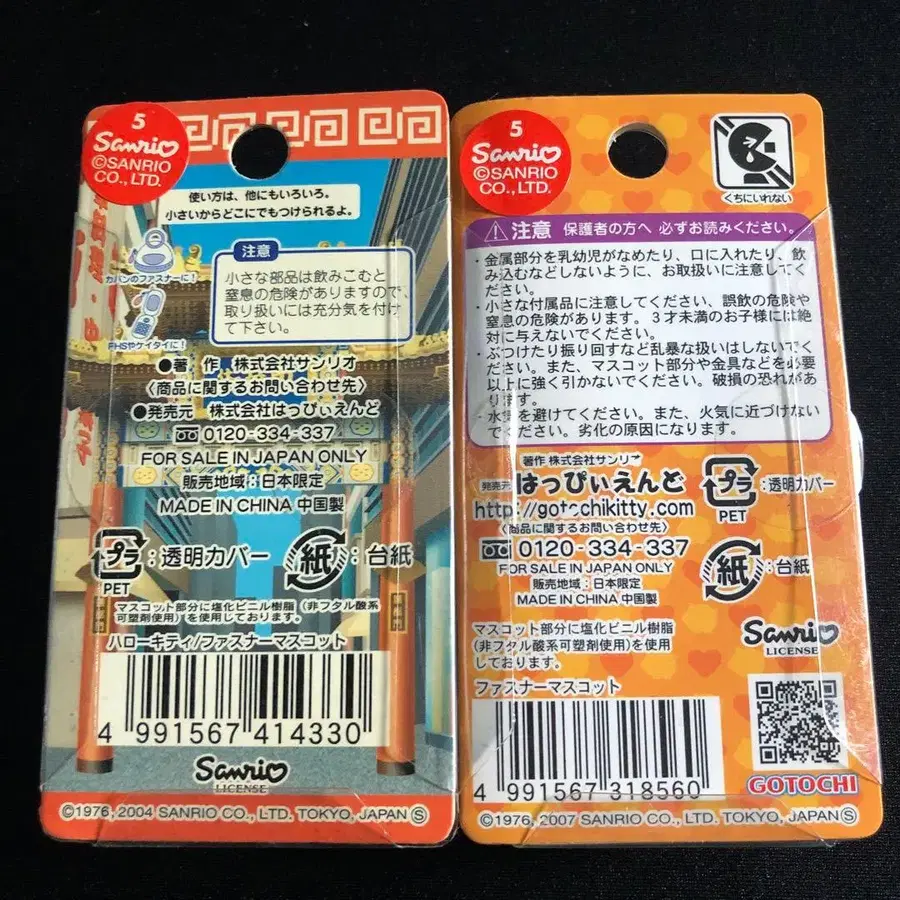 5
Sanrio
©SANRIO
CO., LTD.
使い方は、他にもいろいろ。
小さいからどこにでもつけられるよ。
カバンのファスナーに!
PHSやケイタイに!
注意
小さな部品は飲みこむと
窒息の危険がありますので、
取り扱いには充分気を付け
て下さい。
●著 作 株式会社サンリオ
〈商品に関するお問い合わせ先〉
●発売元 株式会社はっぴぃえんど
0120-334-337
FOR SALE IN JAPAN ONLY
販売地域:日本限定
MADE IN CHINA 中国製
プラ
:透明カバー
PET
紙
:台紙
マスコット部分に塩化ビニル樹脂(非フタル酸系
可塑剤使用)を使用しております。
ハローキティ/ファスナーマスコット
4 991567 414330
Sanrio
LICENSE
©1976, 2004 SANRIO CO., LTD. TOKYO, JAPAN Ⓢ
5
Sanrio
©SANRIO
CO., LTD.
くちにいれない
注意 保護者の方へ 必ずお読みください。
・金属部分を乳幼児がなめたり、口に入れたり、飲
み込むなどしないように、お取扱いに注意してく
ださい。
・小さな付属品に注意してください、誤飲の危険や
窒息の危険があります。3才未満のお子様には絶
対に与えないでください。
・ぶつけたり振り回すなど乱暴な扱いはしないでく
ださい。また、マスコット部分や金具などを必要
以上に強く引かないでください。破損の恐れがあ
ります。
・水気を避けてください。また、火気に近づけない
でください。劣化の原因になります。
著作 株式会社サンリオ
発売元 はっぴぃえんど
http://gotochikitty.com
〈商品に関するお問い合わせ先〉
0120-334-337
FOR SALE IN JAPAN ONLY
販売地域:日本限定
MADE IN CHINA 中国製
プラ
:透明カバー
PET
紙
:台紙
マスコット部分に塩化ビニル樹脂
(非フタル酸系可塑剤使用)を使用
しております。
Sanrio
LICENSE
ファスナーマスコット
4 991567 318560
GOTOCHI
©1976, 2007 SANRIO CO., LTD. TOKYO, JAPAN Ⓢ